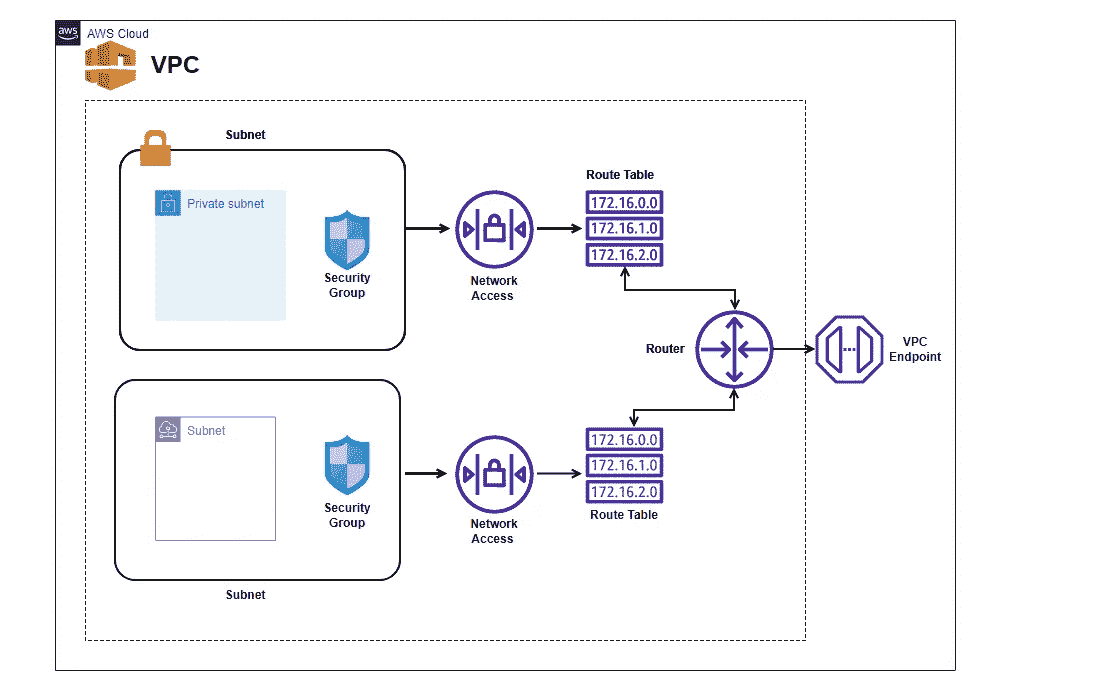 aws
AWS Cloud
VPC
Subnet
Private subnet
Security
Group
Network
Access
Route Table
172.16.0.0
172.16.1.0
172.16.2.0
Router
VPC
Endpoint
Subnet
Security
Group
Network
Access
172.16.0.0
172.16.1.0
172.16.2.0
Route Table
Subnet